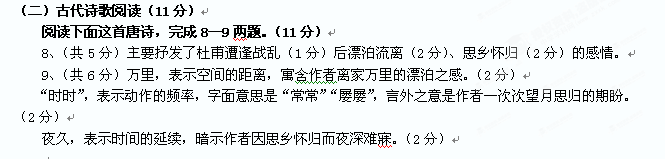 (二)古代诗歌阅读(11 分)
阅读下面这首唐诗,完成 8—9 两题。(11 分)
8、(共 5 分)主要抒发了杜甫遭逢战乱(1 分)后漂泊流离(2 分)、思乡怀归(2 分)的感情。
9、(共 6 分)万里,表示空间的距离,寓含作者离家万里的漂泊之感。(2 分)
“时时”,表示动作的频率,字面意思是“常常”“屡屡”,言外之意是作者一次次望月思归的期盼。
(2 分)
夜久,表示时间的延续,暗示作者因思乡怀归而夜深难寐。(2 分)